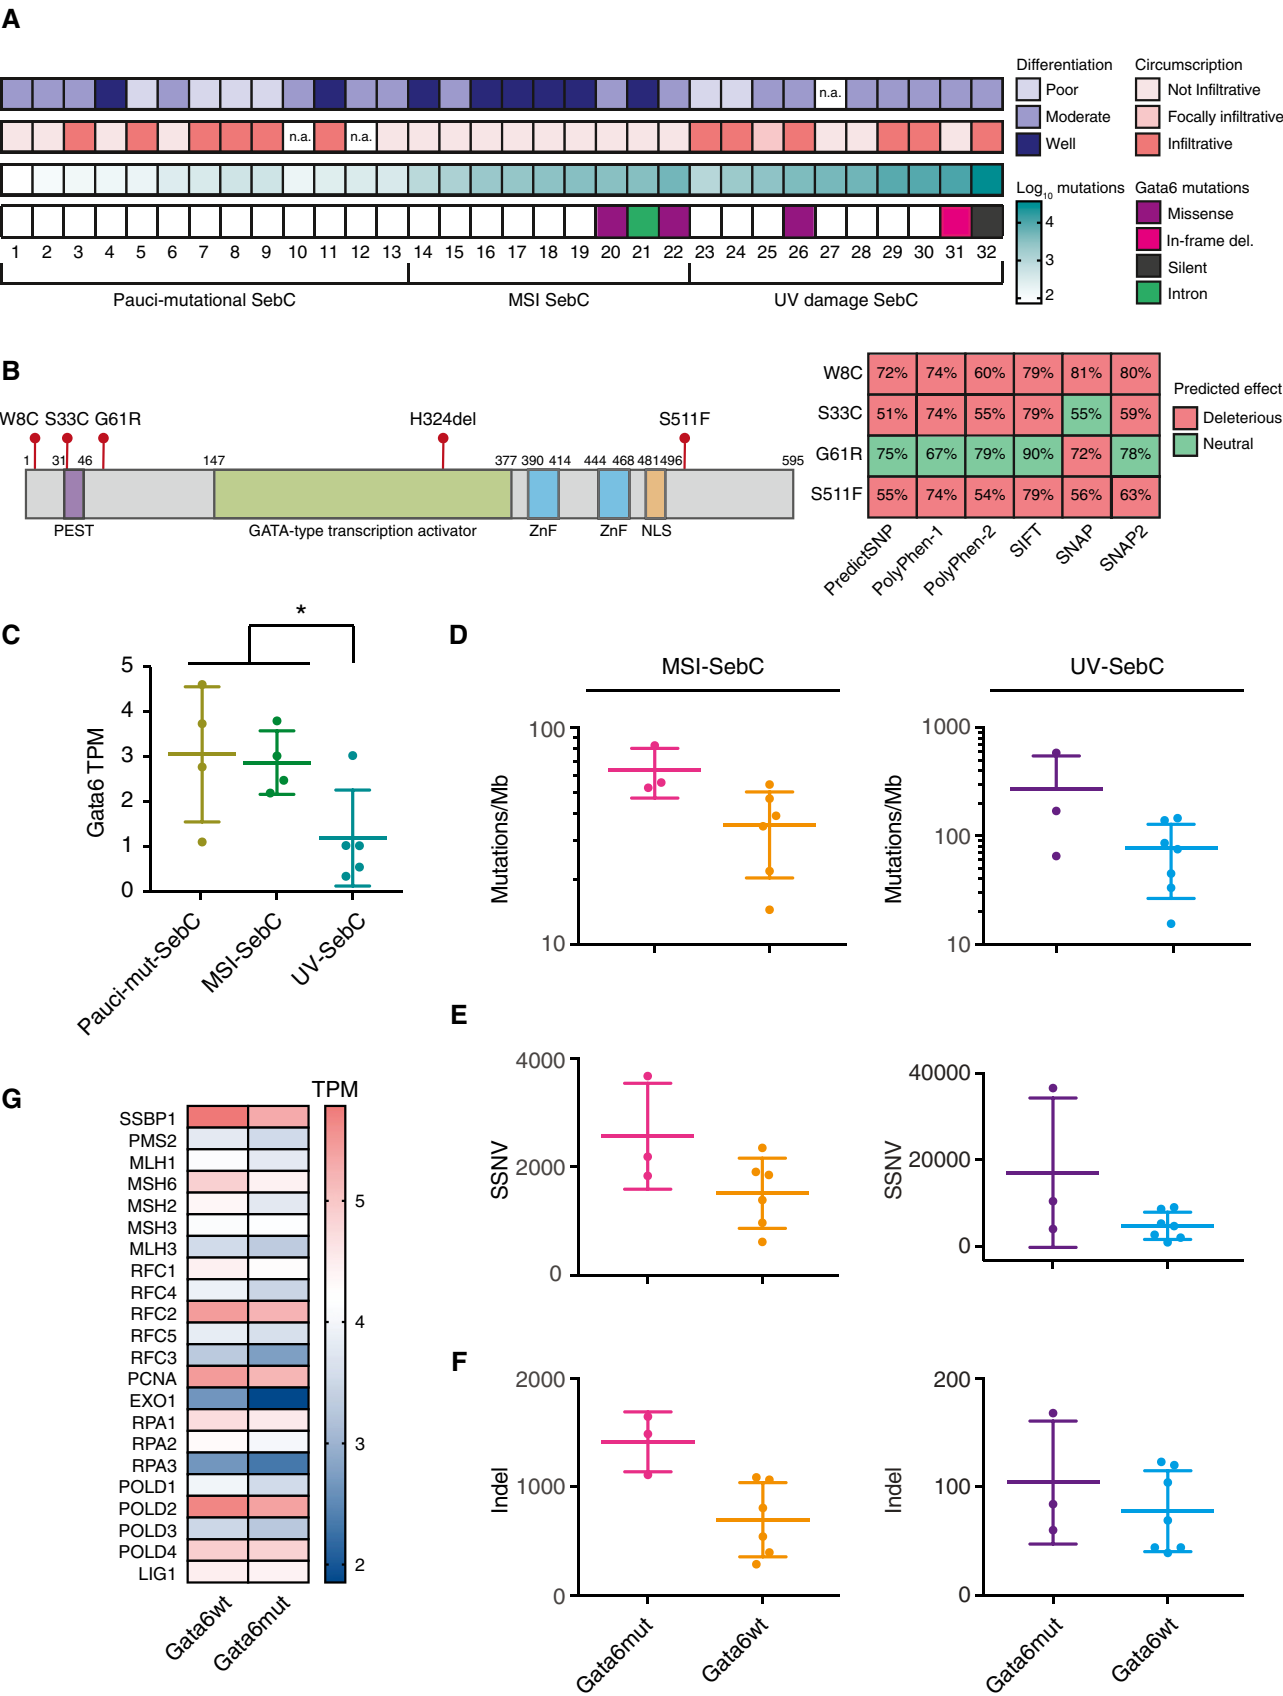 A
n.a.
n.a. n.a.
1 2 3 4 5 6 7 8 9 10 11 12 13 14 15 16 17 18 19 20 21 22 23 24 25 26 27 28 29 30 31 32
Pauci-mutational SebC MSI SebC UV damage SebC
Differentiation
Poor
Moderate
Well
Circumscription
Not Infiltrative
Focally infiltrative
Infiltrative
Log10 mutations
4
3
2
Gata6 mutations
Missense
In-frame del.
Silent
Intron
B
W8C S33C G61R H324del S511F
1 31 46 147 377 390 414 444 468 481 496 595
PEST GATA-type transcription activator ZnF ZnF NLS
W8C 72% 74% 60% 79% 81% 80%
S33C 51% 74% 55% 79% 55% 59%
G61R 75% 67% 79% 90% 72% 78%
S511F 55% 74% 54% 79% 56% 63%
PredictSNP PolyPhen-1 PolyPhen-2 SIFT SNAP SNAP2
Predicted effect
Deleterious
Neutral
C
*
Gata6 TPM
5
4
3
2
1
0
Pauci-mut-SebC MSI-SebC UV-SebC
D
MSI-SebC
Mutations/Mb
100
10
UV-SebC
Mutations/Mb
1000
100
10
E
SSNV
4000
2000
0
SSNV
40000
20000
0
F
Indel
2000
1000
0
Gata6mut Gata6wt
Indel
200
100
0
Gata6mut Gata6wt
G
TPM
SSBP1
PMS2
MLH1
MSH6
MSH2
MSH3
MLH3
RFC1
RFC4
RFC2
RFC5
RFC3
PCNA
EXO1
RPA1
RPA2
RPA3
POLD1
POLD2
POLD3
POLD4
LIG1
5
4
3
2
Gata6wt Gata6mut